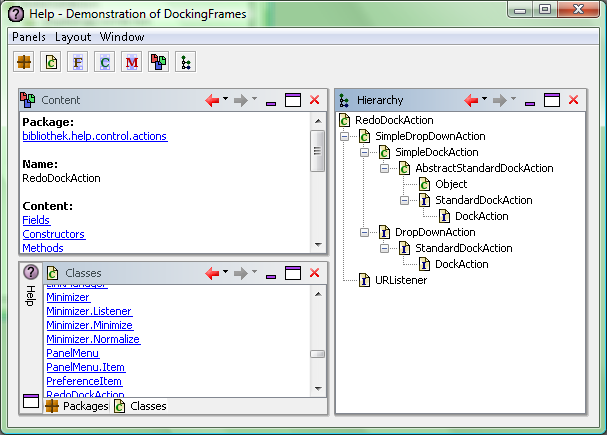 Help - Demonstration of DockingFrames
Panels Layout Window
F C M
Content
Package:
bibliothek.help.control.actions
Name:
RedoDockAction
Content:
Fields
Constructors
Methods
Help
Classes
LinkManager
Minimizer
Minimizer.Listener
Minimizer.Minimize
Minimizer.Normalize
PanelMenu
PanelMenu.Item
PreferenceItem
RedoDockAction
Packages Classes
Hierarchy
RedoDockAction
SimpleDropDownAction
SimpleDockAction
AbstractStandardDockAction
Object
StandardDockAction
DockAction
DropDownAction
StandardDockAction
DockAction
URListener